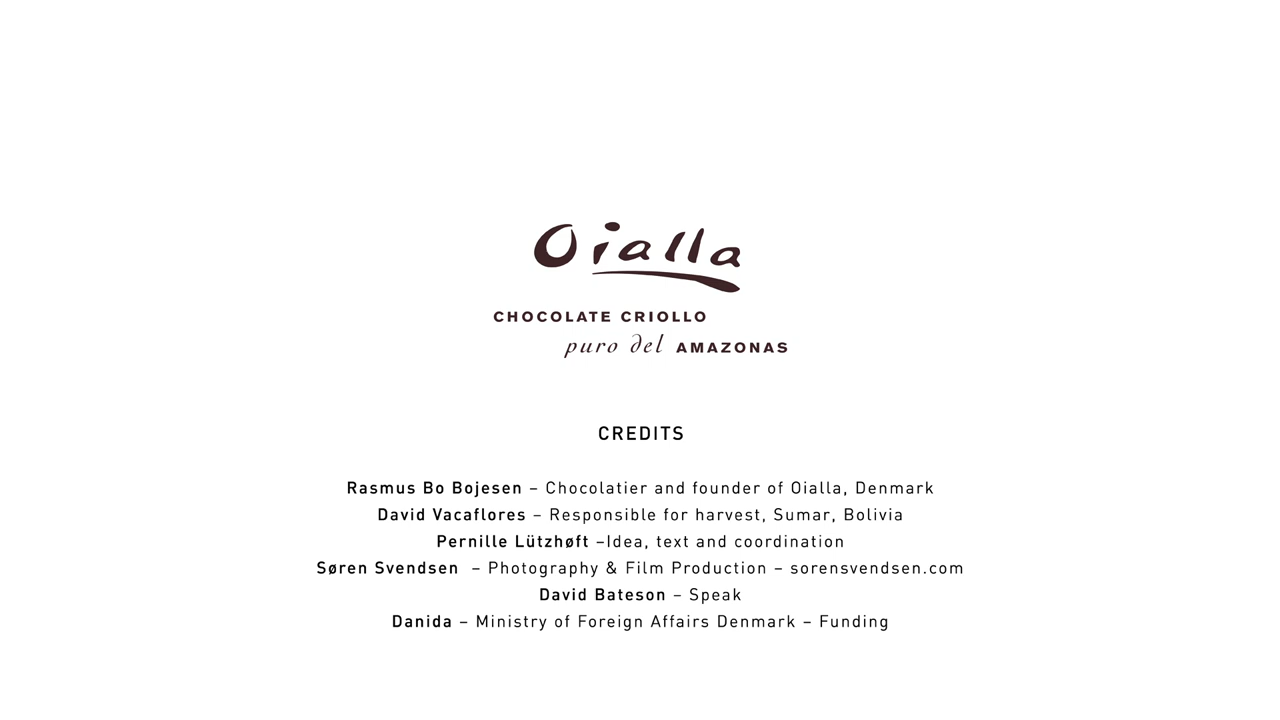 Oialla
CHOCOLATE CRIOLLO
puro del AMAZONAS
CREDITS
Rasmus Bo Bojesen – Chocolatier and founder of Oialla, Denmark
David Vacaflores – Responsible for harvest, Sumar, Bolivia
Pernille Lützhøft –Idea, text and coordination
Søren Svendsen – Photography & Film Production – sorensvendsen.com
David Bateson – Speak
Danida – Ministry of Foreign Affairs Denmark – Funding